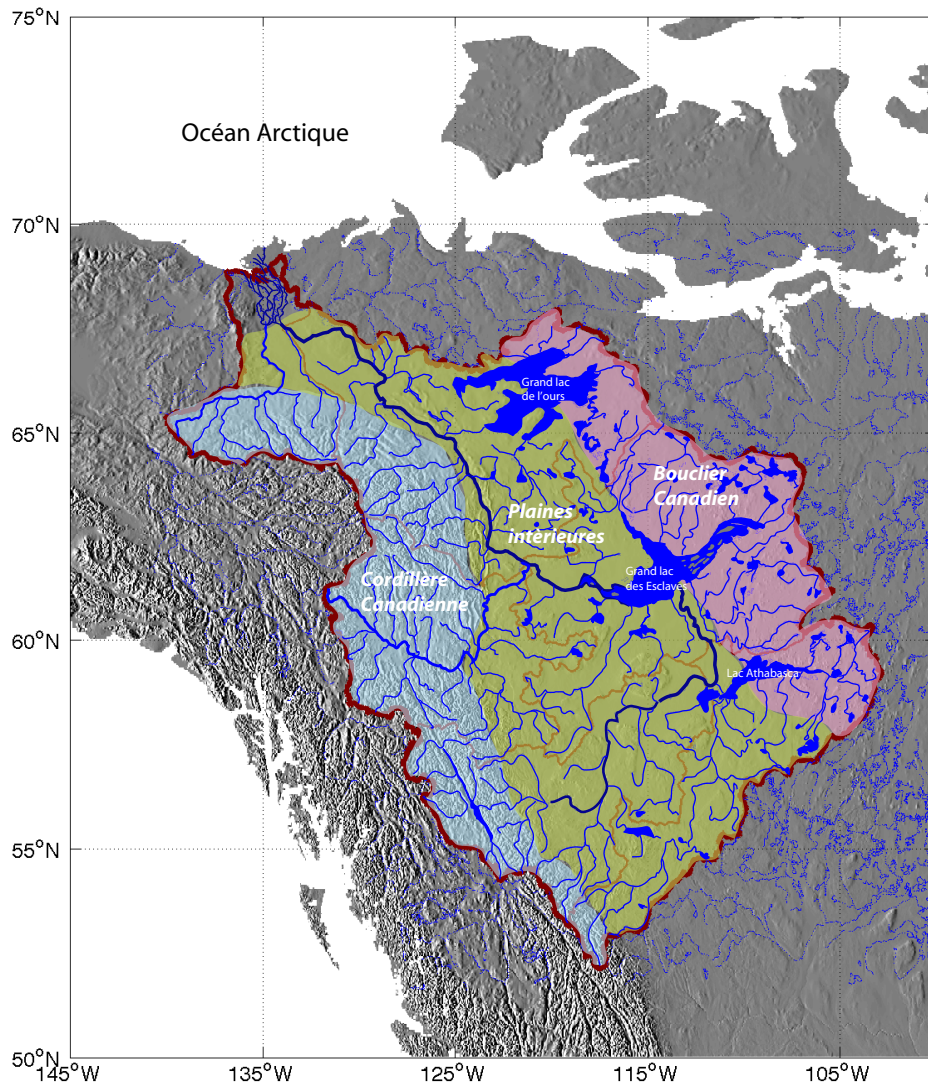 75°N
Océan Arctique
70°N
Grand lac
de l'ours
65°N
Bouclier
Canadien
Plaines
intérieures
Grand lac
des Esclaves
Cordillère
Canadienne
60°N
Lac Athabasca
55°N
50°N
145°W
135°W
125°W
115°W
105°W